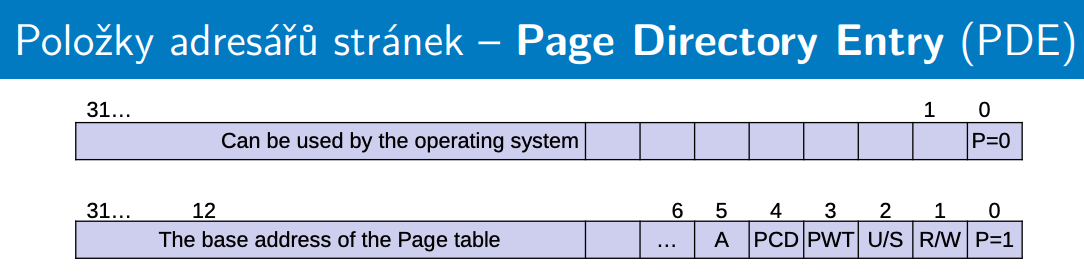 Položky adresářů stránek – Page Directory Entry (PDE)
31… 1 0
Can be used by the operating system P=0
31… 12 6 5 4 3 2 1 0
The base address of the Page table … A PCD PWT U/S R/W P=1